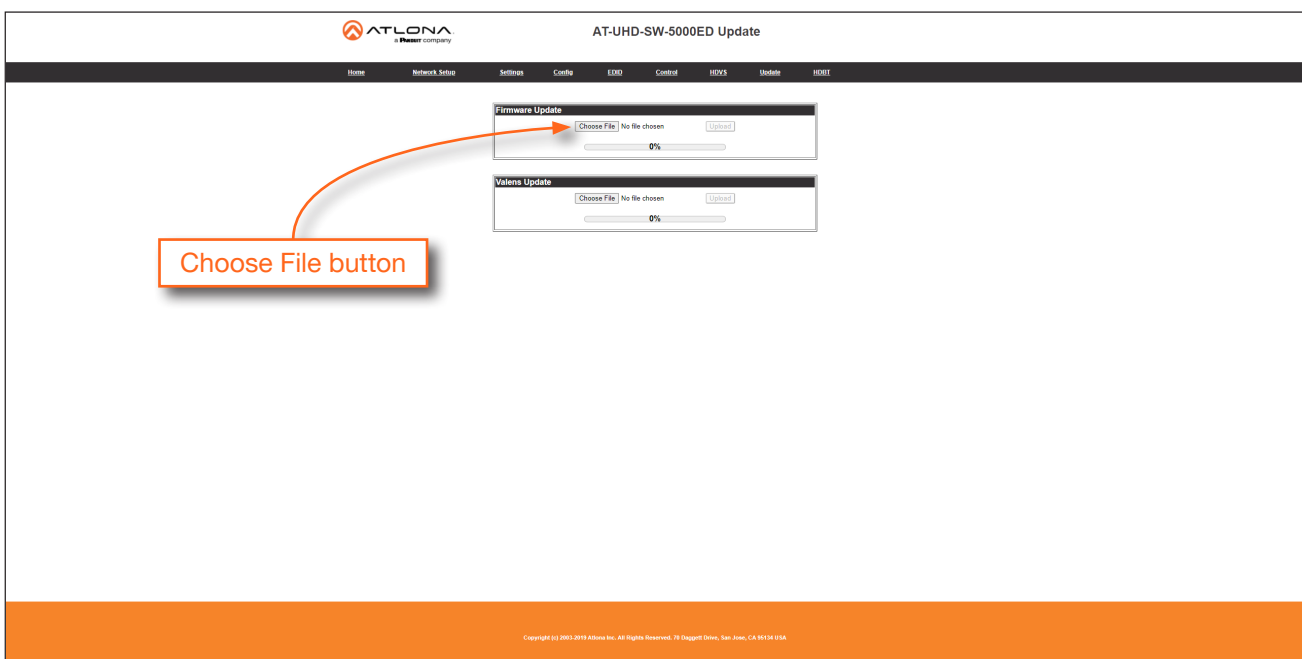 ATLONA
a PANDUIT company
AT-UHD-SW-5000ED Update
Home Network Setup Settings Config EDID Control HDVS Update HDBT
Firmware Update
Choose File No file chosen Upload
0%
Valens Update
Choose File No file chosen Upload
0%
Choose File button
Copyright (c) 2003-2019 Atlona Inc. All Rights Reserved. 70 Daggett Drive, San Jose, CA 95134 USA